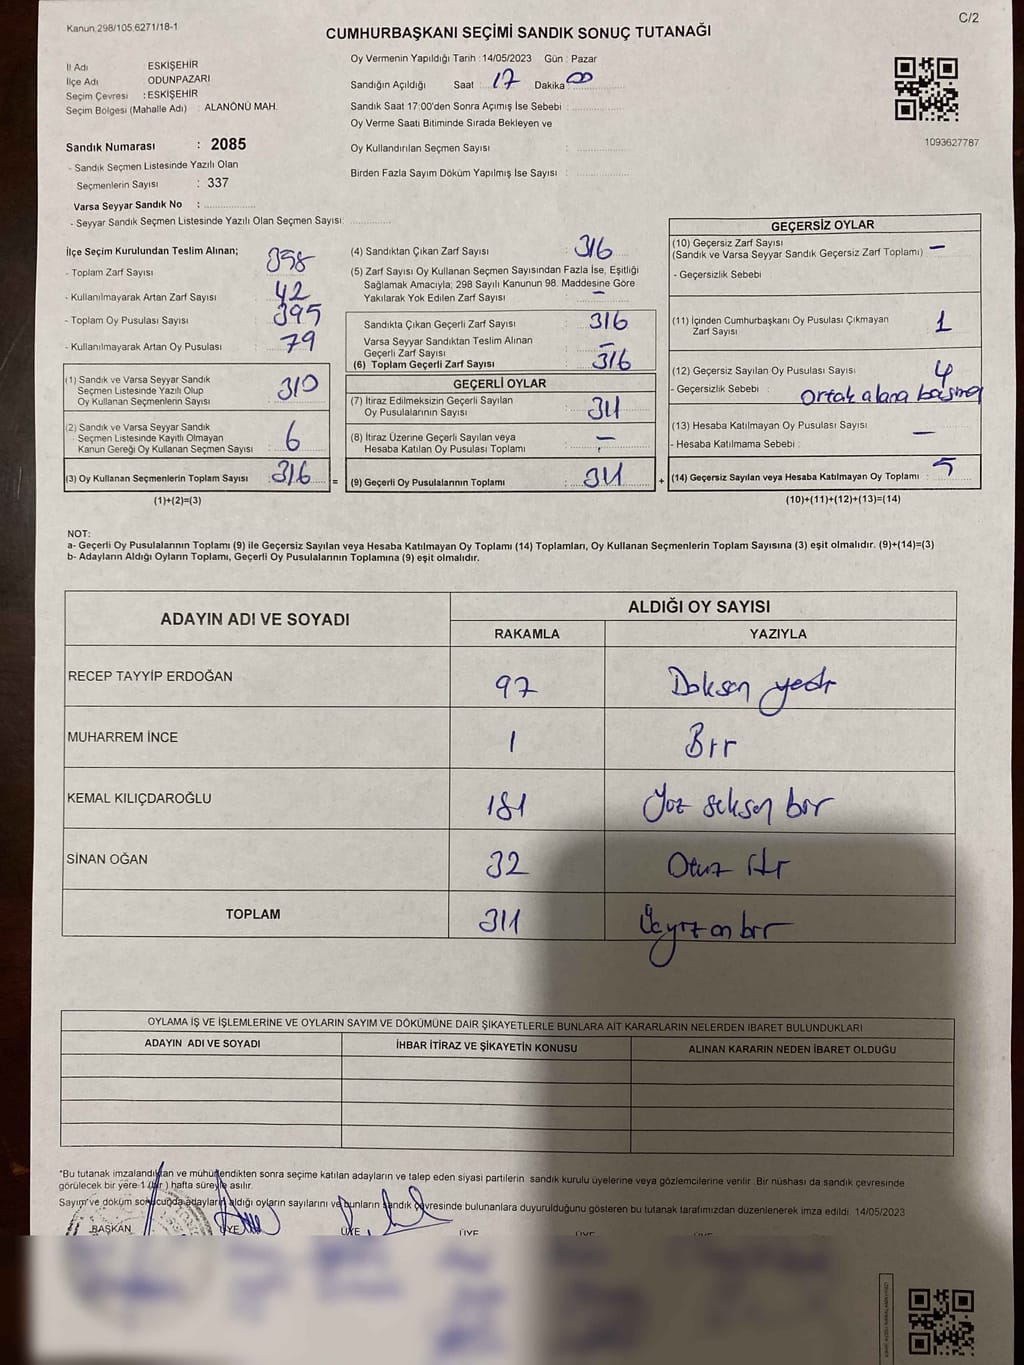 Kanun 298/105,6271/18-1
C/2
CUMHURBAŞKANI SEÇİMİ SANDIK SONUÇ TUTANAĞI
İl Adı ESKİŞEHİR
İlçe Adı ODUNPAZARI
Seçim Çevresi : ESKİŞEHİR
Seçim Bölgesi (Mahalle Adı) : ALANÖNÜ MAH.
Sandık Numarası : 2085
- Sandık Seçmen Listesinde Yazılı Olan
Seçmenlerin Sayısı : 337
Varsa Seyyar Sandık No :
- Seyyar Sandık Seçmen Listesinde Yazılı Olan Seçmen Sayısı:
Oy Vermenin Yapıldığı Tarih : 14/05/2023 Gün : Pazar
Sandığın Açıldığı Saat 17 Dakika 00
Sandık Saat 17:00'den Sonra Açımış İse Sebebi :
Oy Verme Saati Bitiminde Sırada Bekleyen ve
Oy Kullandırılan Seçmen Sayısı :
Birden Fazla Sayım Döküm Yapılmış İse Sayısı :
1093627787
İlçe Seçim Kurulundan Teslim Alınan;
- Toplam Zarf Sayısı : 358
- Kullanılmayarak Artan Zarf Sayısı : 42
- Toplam Oy Pusulası Sayısı : 395
- Kullanılmayarak Artan Oy Pusulası : 79
(1) Sandık ve Varsa Seyyar Sandık
Seçmen Listesinde Yazılı Olup
Oy Kullanan Seçmenlerin Sayısı : 310
(2) Sandık ve Varsa Seyyar Sandık
Seçmen Listesinde Kayıtlı Olmayan
Kanun Gereği Oy Kullanan Seçmen Sayısı : 6
(3) Oy Kullanan Seçmenlerin Toplam Sayısı : 316 =
(1)+(2)=(3)
(4) Sandıktan Çıkan Zarf Sayısı : 316
(5) Zarf Sayısı Oy Kullanan Seçmen Sayısından Fazla İse, Eşitliği
Sağlamak Amacıyla; 298 Sayılı Kanunun 98. Maddesine Göre
Yakılarak Yok Edilen Zarf Sayısı : —
Sandıkta Çıkan Geçerli Zarf Sayısı : 316
Varsa Seyyar Sandıktan Teslim Alınan
Geçerli Zarf Sayısı : —
(6) Toplam Geçerli Zarf Sayısı : 316
GEÇERLİ OYLAR
(7) İtiraz Edilmeksizin Geçerli Sayılan
Oy Pusulalarının Sayısı : 311
(8) İtiraz Üzerine Geçerli Sayılan veya
Hesaba Katılan Oy Pusulası Toplamı : —
(9) Geçerli Oy Pusulalarının Toplamı : 311 +
GEÇERSİZ OYLAR
(10) Geçersiz Zarf Sayısı
(Sandık ve Varsa Seyyar Sandık Geçersiz Zarf Toplamı) : —
- Geçersizlik Sebebi
(11) İçinden Cumhurbaşkanı Oy Pusulası Çıkmayan
Zarf Sayısı : 1
(12) Geçersiz Sayılan Oy Pusulası Sayısı : 4
- Geçersizlik Sebebi : Ortak alana basma
(13) Hesaba Katılmayan Oy Pusulası Sayısı : —
- Hesaba Katılmama Sebebi :
(14) Geçersiz Sayılan veya Hesaba Katılmayan Oy Toplamı : 5
(10)+(11)+(12)+(13)=(14)
NOT:
a- Geçerli Oy Pusulalarının Toplamı (9) ile Geçersiz Sayılan veya Hesaba Katılmayan Oy Toplamı (14) Toplamları, Oy Kullanan Seçmenlerin Toplam Sayısına (3) eşit olmalıdır. (9)+(14)=(3)
b- Adayların Aldığı Oyların Toplamı, Geçerli Oy Pusulalarının Toplamına (9) eşit olmalıdır.
ADAYIN ADI VE SOYADI
ALDIĞI OY SAYISI
RAKAMLA YAZIYLA
RECEP TAYYİP ERDOĞAN 97 Doksan yedi
MUHARREM İNCE 1 Bir
KEMAL KILIÇDAROĞLU 181 Yüz seksen bir
SİNAN OĞAN 32 Otuz iki
TOPLAM 311 Üçyüz on bir
OYLAMA İŞ VE İŞLEMLERİNE VE OYLARIN SAYIM VE DÖKÜMÜNE DAİR ŞİKAYETLERLE BUNLARA AİT KARARLARIN NELERDEN İBARET BULUNDUKLARI
ADAYIN ADI VE SOYADI İHBAR İTİRAZ VE ŞİKAYETİN KONUSU ALINAN KARARIN NEDEN İBARET OLDUĞU
*Bu tutanak imzalandıktan ve mühürlendikten sonra seçime katılan adayların ve talep eden siyasi partilerin sandık kurulu üyelerine veya gözlemcilerine verilir. Bir nüshası da sandık çevresinde
görülecek bir yere 1 (bir) hafta süreyle asılır.
Sayım ve döküm sonucunda adayların aldığı oyların sayılarını ve bunların sandık çevresinde bulunanlara duyurulduğunu gösteren bu tutanak tarafımızdan düzenlenerek imza edildi. 14/05/2023
BAŞKAN ÜYE ÜYE ÜYE ÜYE ÜYE